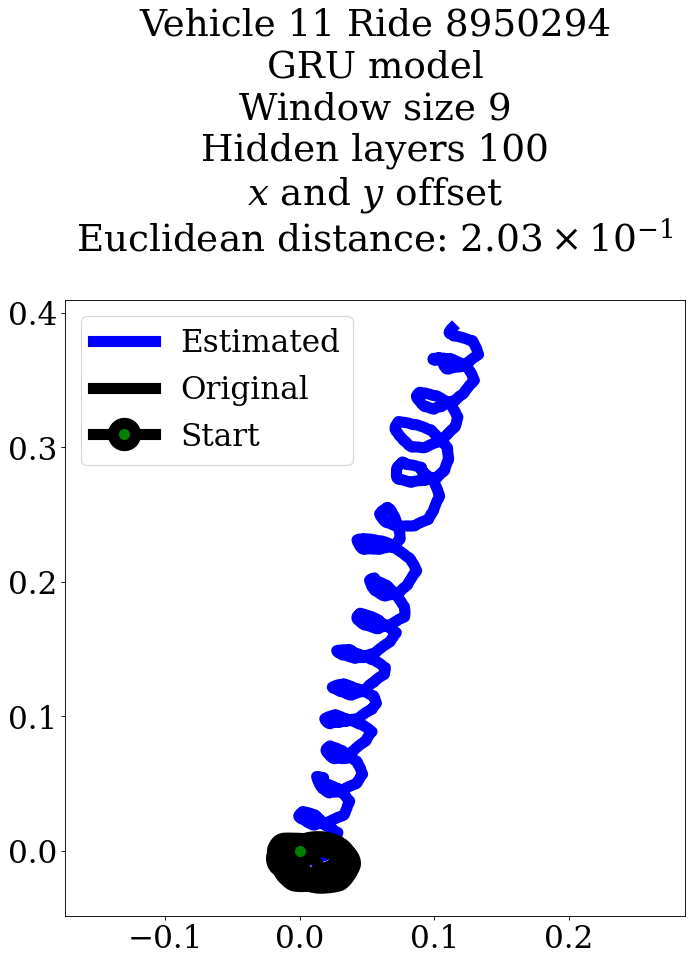 Vehicle 11 Ride 8950294
GRU model
Window size 9
Hidden layers 100
x and y offset
Euclidean distance: 2.03 × 10⁻¹
Estimated
Original
Start
0.4
0.3
0.2
0.1
0.0
−0.1 0.0 0.1 0.2